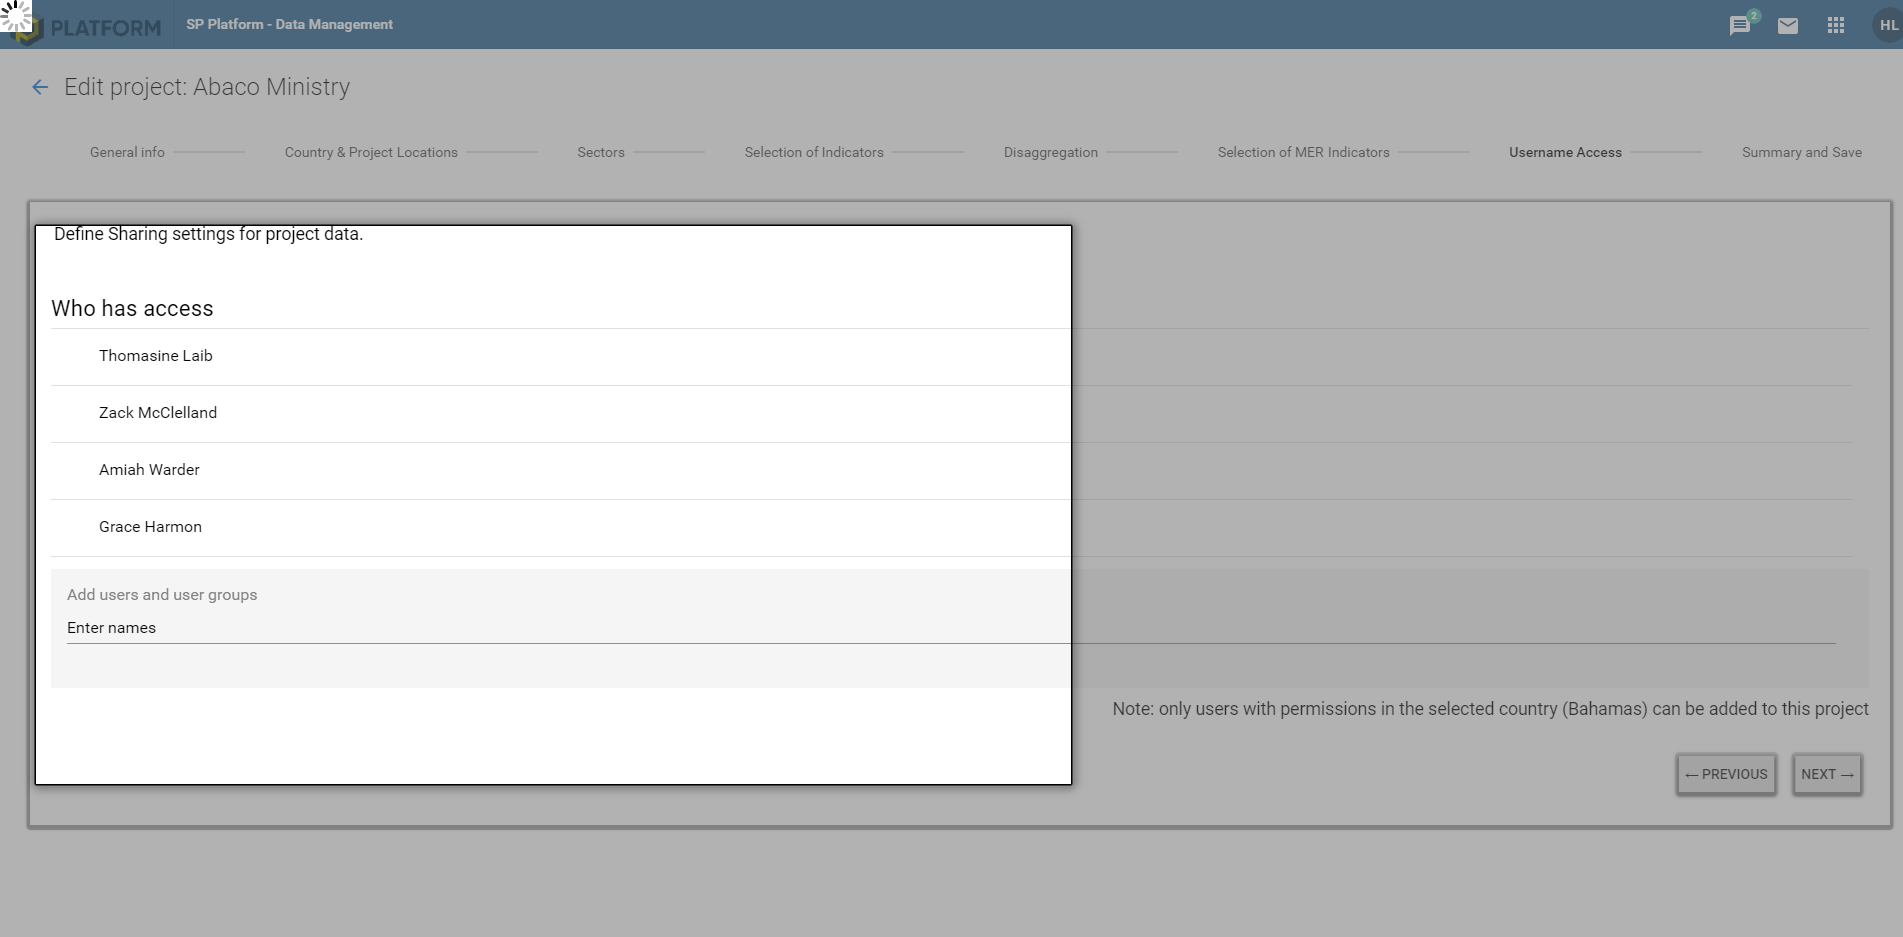 PLATFORM
SP Platform - Data Management
2
HL
Edit project: Abaco Ministry
General info
Country & Project Locations
Sectors
Selection of Indicators
Disaggregation
Selection of MER Indicators
Username Access
Summary and Save
Define Sharing settings for project data.
Who has access
Thomasine Laib
Zack McClelland
Amiah Warder
Grace Harmon
Add users and user groups
Enter names
Note: only users with permissions in the selected country (Bahamas) can be added to this project
← PREVIOUS
NEXT →